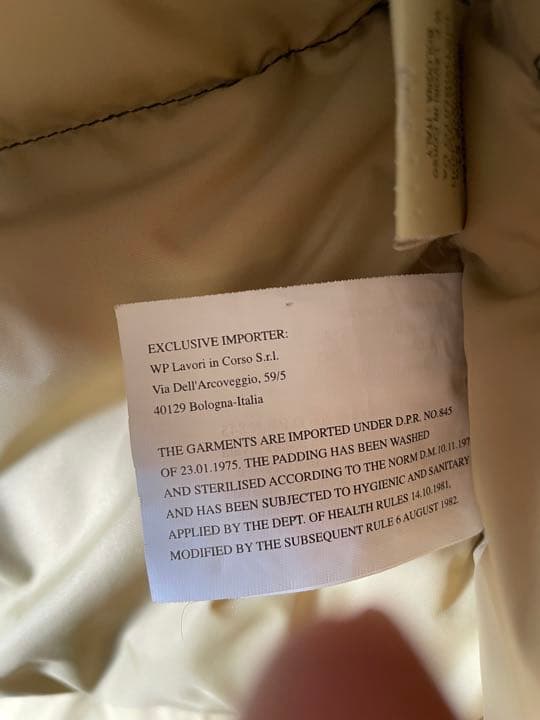 EXCLUSIVE IMPORTER:
WP Lavori in Corso S.r.l.
Via Dell'Arcoveggio, 59/5
40129 Bologna-Italia
THE GARMENTS ARE IMPORTED UNDER D.P.R. NO.845
OF 23.01.1975. THE PADDING HAS BEEN WASHED
AND STERILISED ACCORDING TO THE NORM D.M.10.11.197
AND HAS BEEN SUBJECTED TO HYGIENIC AND SANITARY
APPLIED BY THE DEPT. OF HEALTH RULES 14.10.1981,
MODIFIED BY THE SUBSEQUENT RULE 6 AUGUST 1982.
BOLOGNA, ITALY